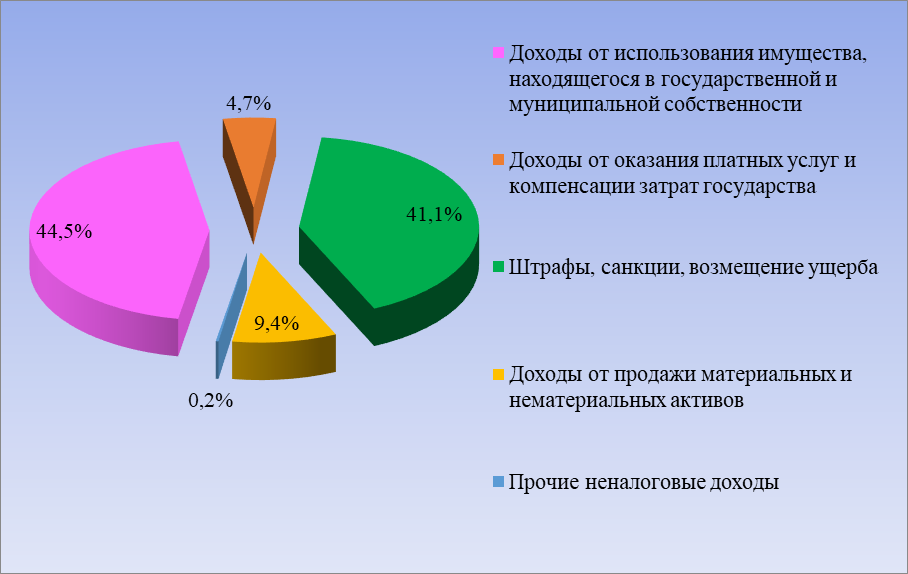 4,7%
44,5%
41,1%
9,4%
0,2%
Доходы от использования имущества,
находящегося в государственной и
муниципальной собственности
Доходы от оказания платных услуг и
компенсации затрат государства
Штрафы, санкции, возмещение ущерба
Доходы от продажи материальных и
нематериальных активов
Прочие неналоговые доходы